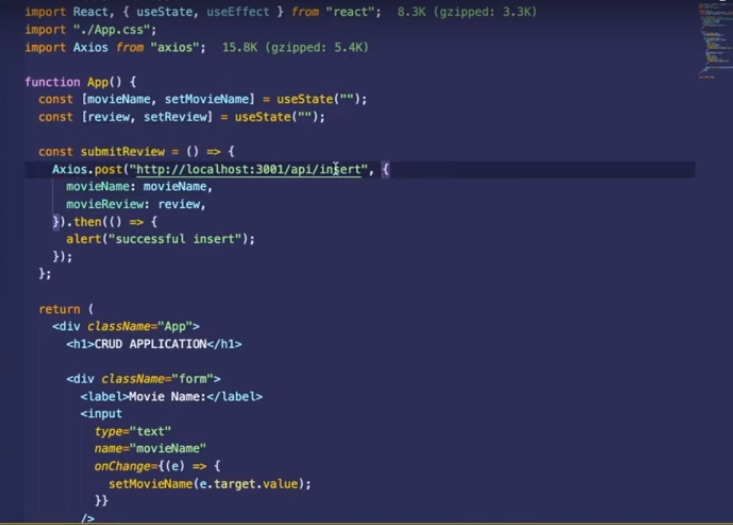 import React, { useState, useEffect } from "react";  8.3K (gzipped: 3.3K)
import "./App.css";
import Axios from "axios";  15.8K (gzipped: 5.4K)

function App() {
  const [movieName, setMovieName] = useState("");
  const [review, setReview] = useState("");

  const submitReview = () => {
    Axios.post("http://localhost:3001/api/insert", {
      movieName: movieName,
      movieReview: review,
    }).then(() => {
      alert("successful insert");
    });
  };

  return (
    <div className="App">
      <h1>CRUD APPLICATION</h1>

      <div className="form">
        <label>Movie Name:</label>
        <input
          type="text"
          name="movieName"
          onChange={(e) => {
            setMovieName(e.target.value);
          }}
        />